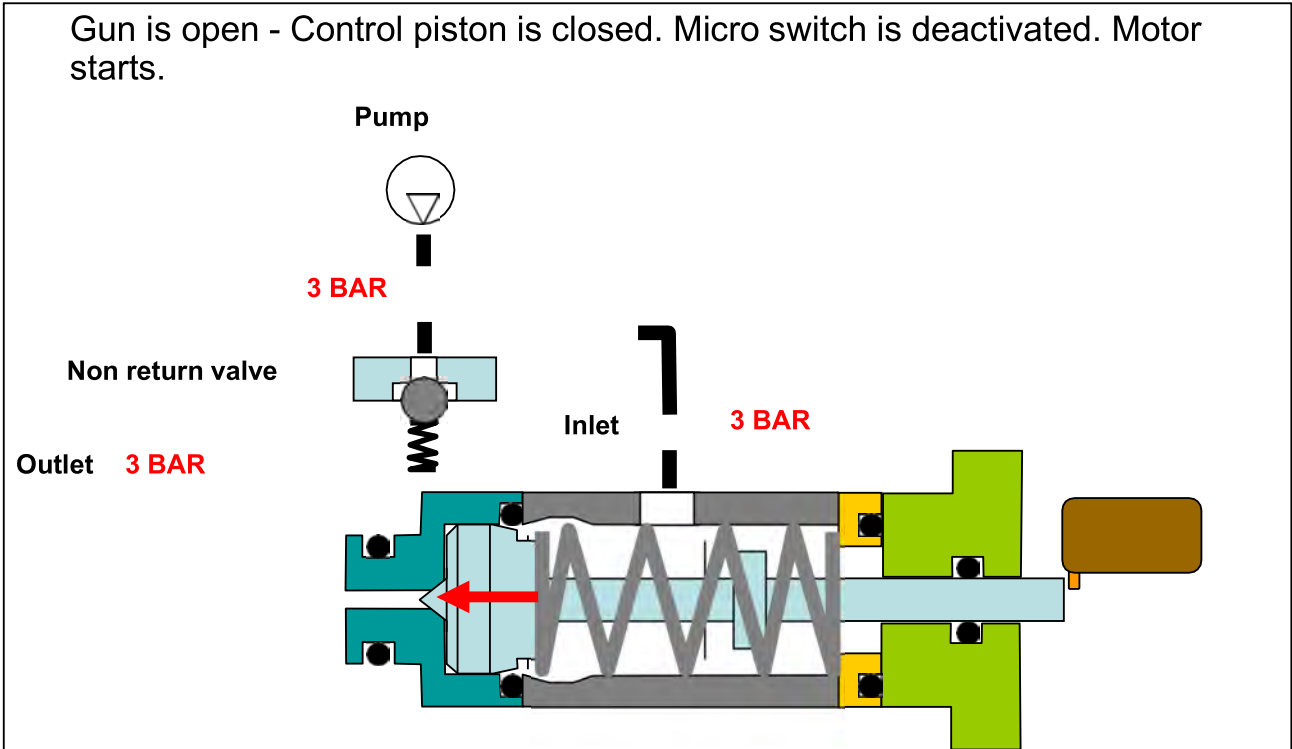 Gun is open - Control piston is closed. Micro switch is deactivated. Motor
starts.
Pump
3 BAR
Non return valve
Inlet
3 BAR
Outlet 3 BAR